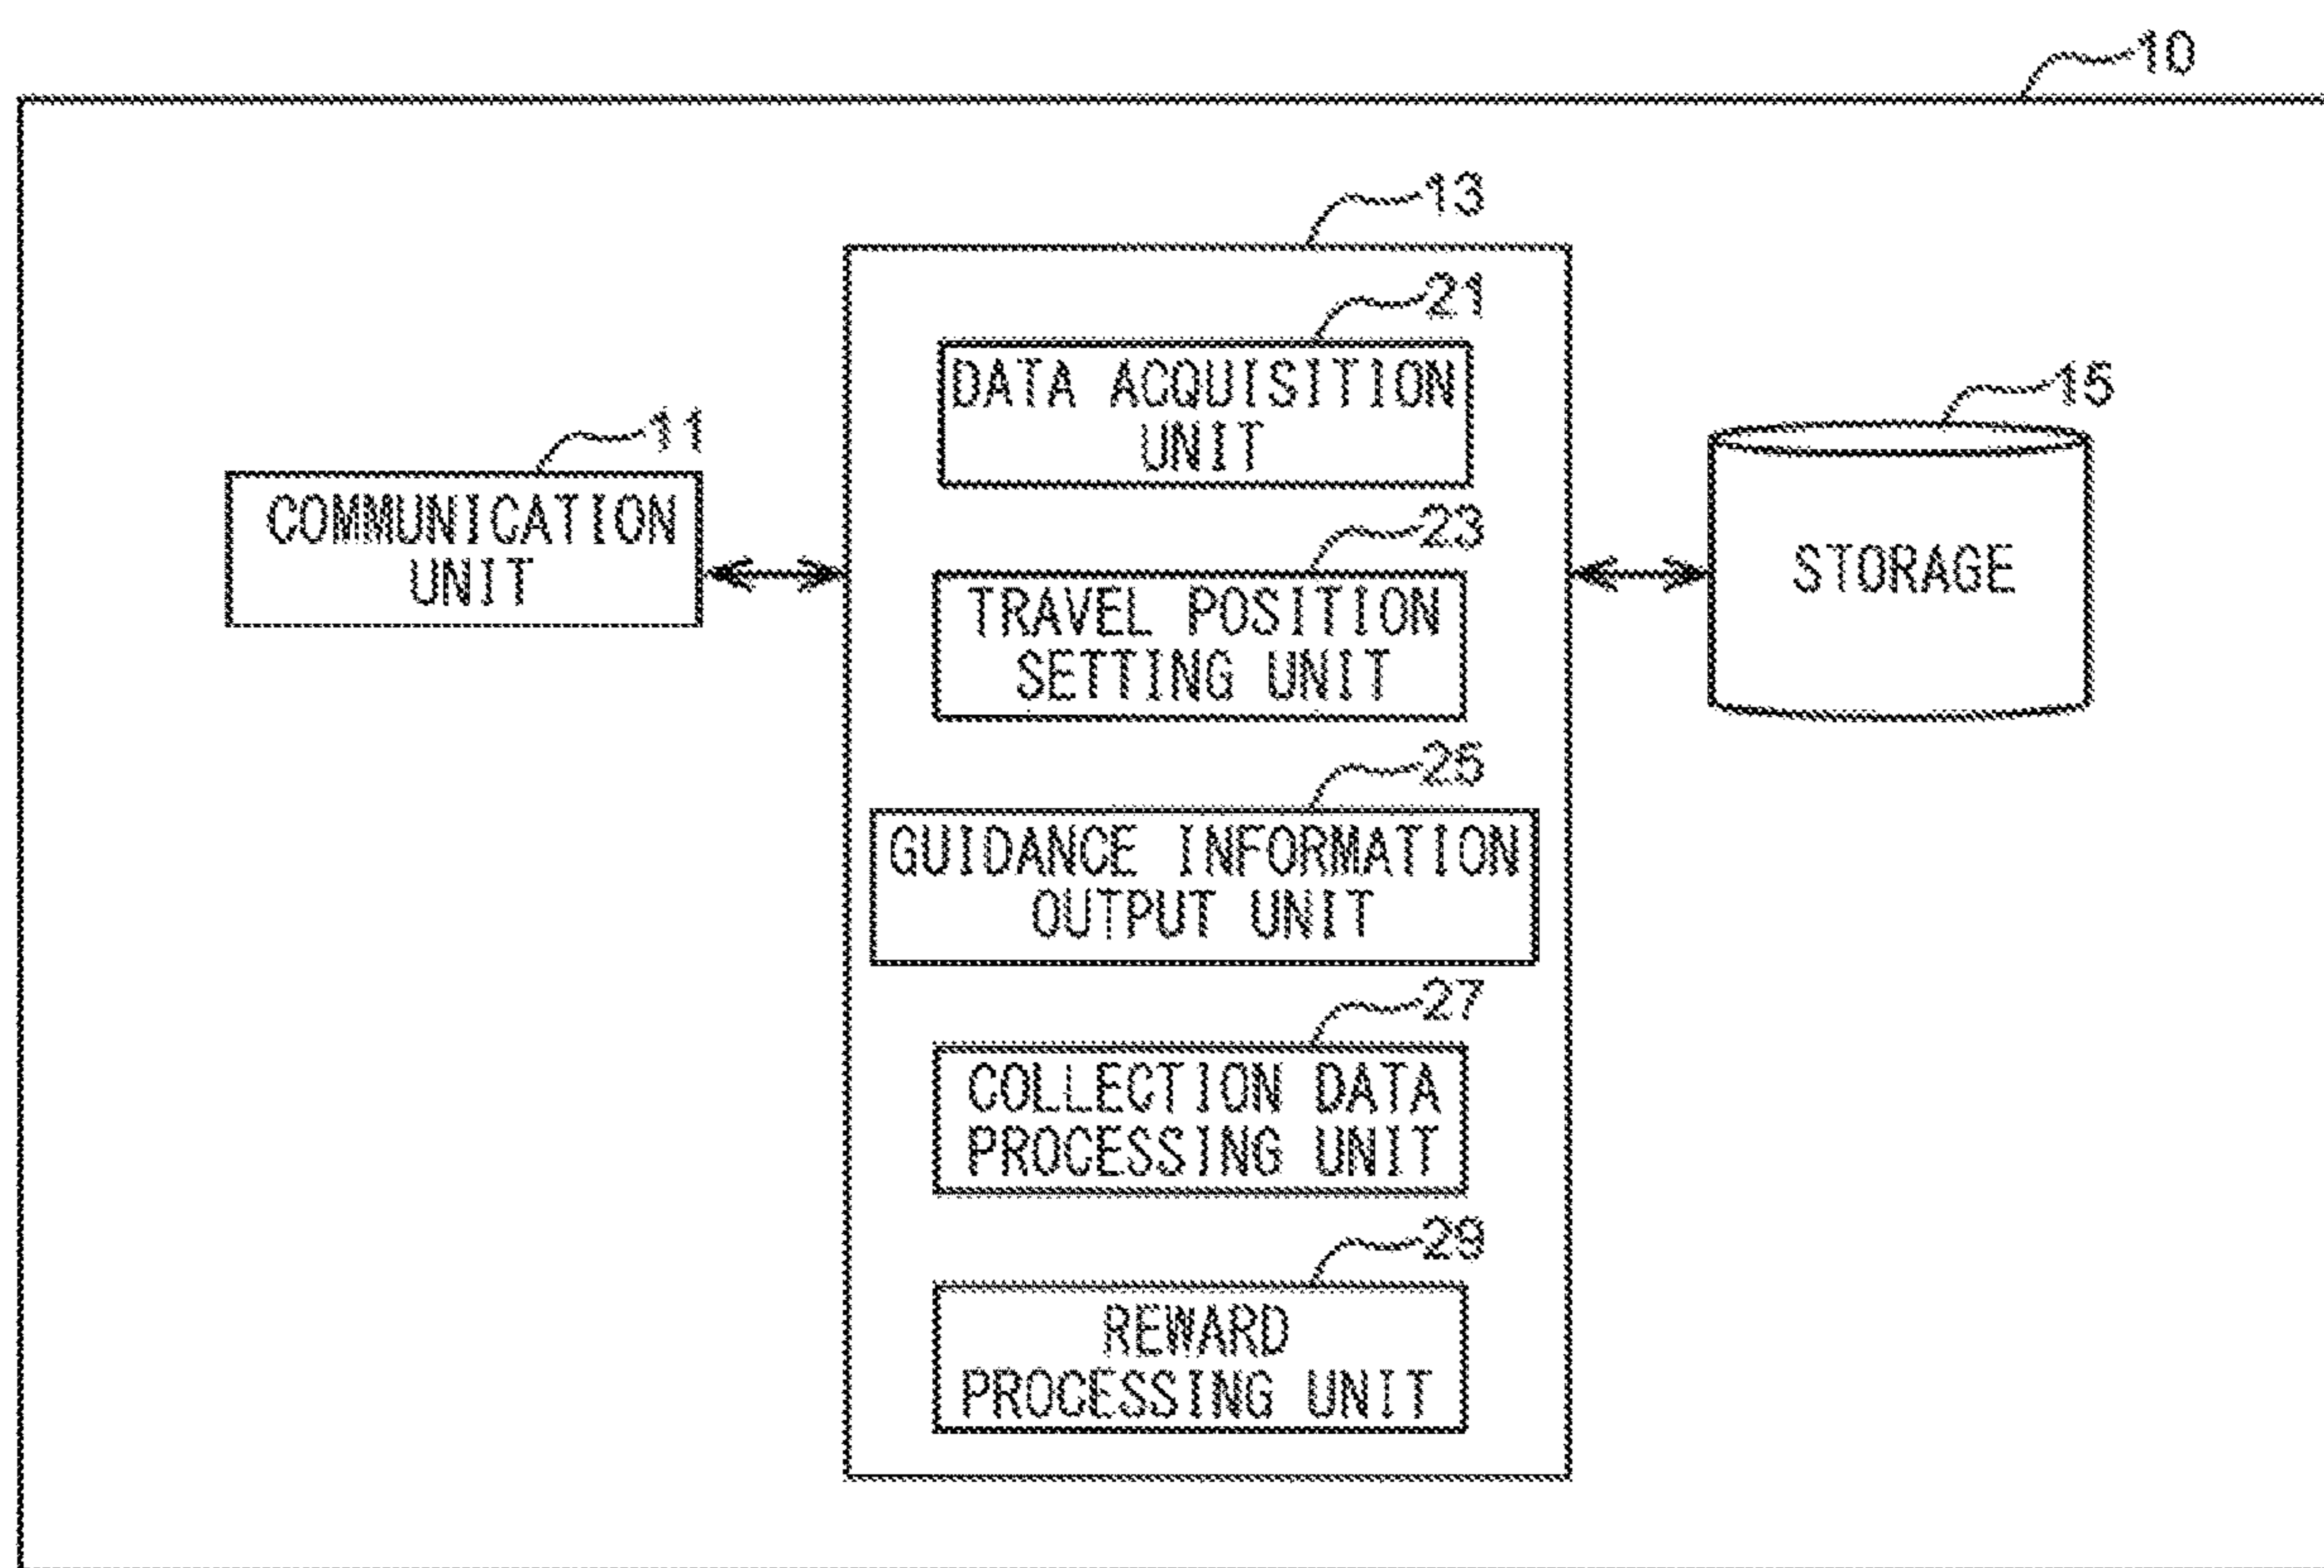 10
13
21
DATA ACQUISITION
UNIT
11
COMMUNICATION
UNIT
15
STORAGE
23
TRAVEL POSITION
SETTING UNIT
25
GUIDANCE INFORMATION
OUTPUT UNIT
27
COLLECTION DATA
PROCESSING UNIT
29
REWARD
PROCESSING UNIT